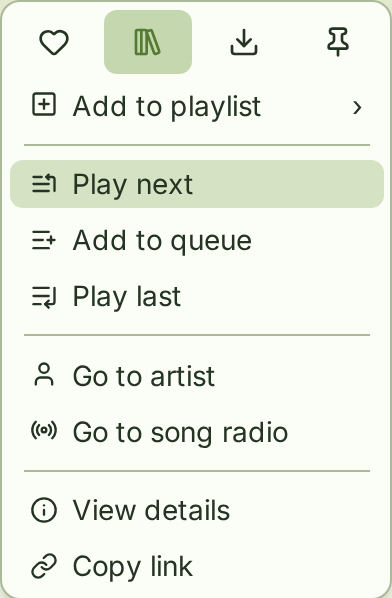 Add to playlist
Play next
Add to queue
Play last
Go to artist
Go to song radio
View details
Copy link